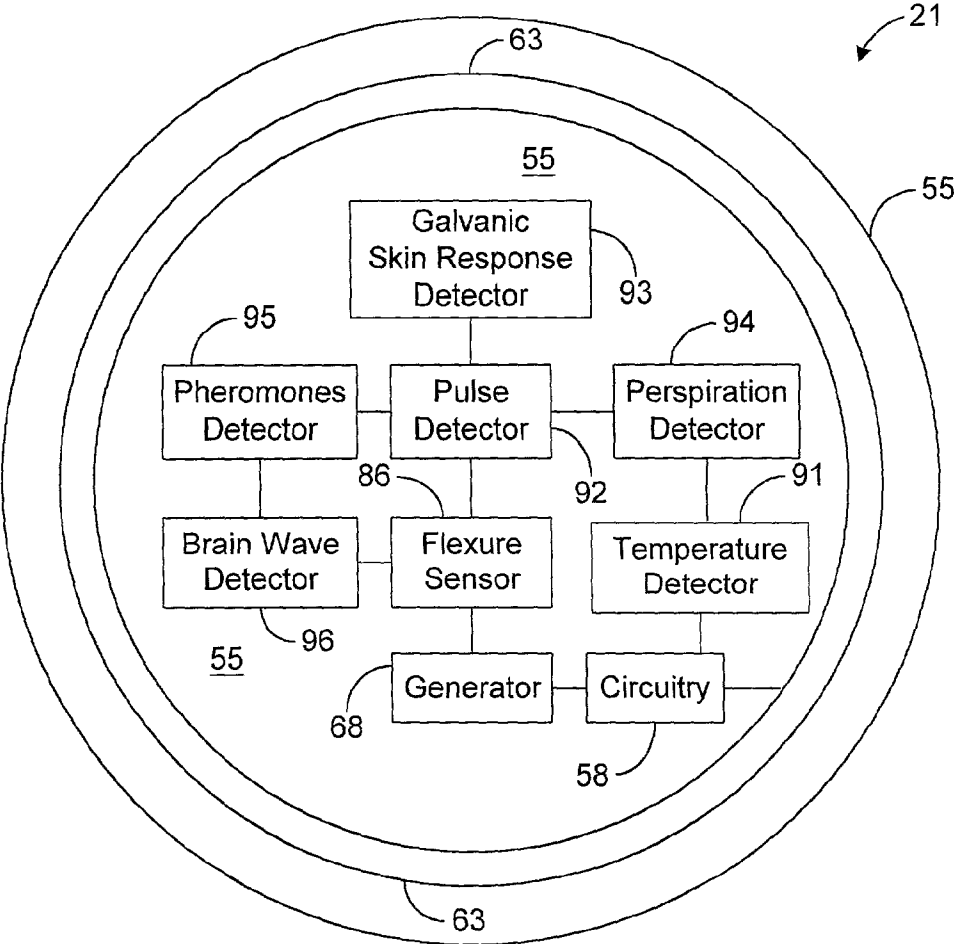 21
63
55
55
Galvanic
Skin Response
Detector
93
95
94
Pheromones
Detector
Pulse
Detector
Perspiration
Detector
86
92
91
Brain Wave
Detector
Flexure
Sensor
Temperature
Detector
55
96
Generator
Circuitry
68
58
63